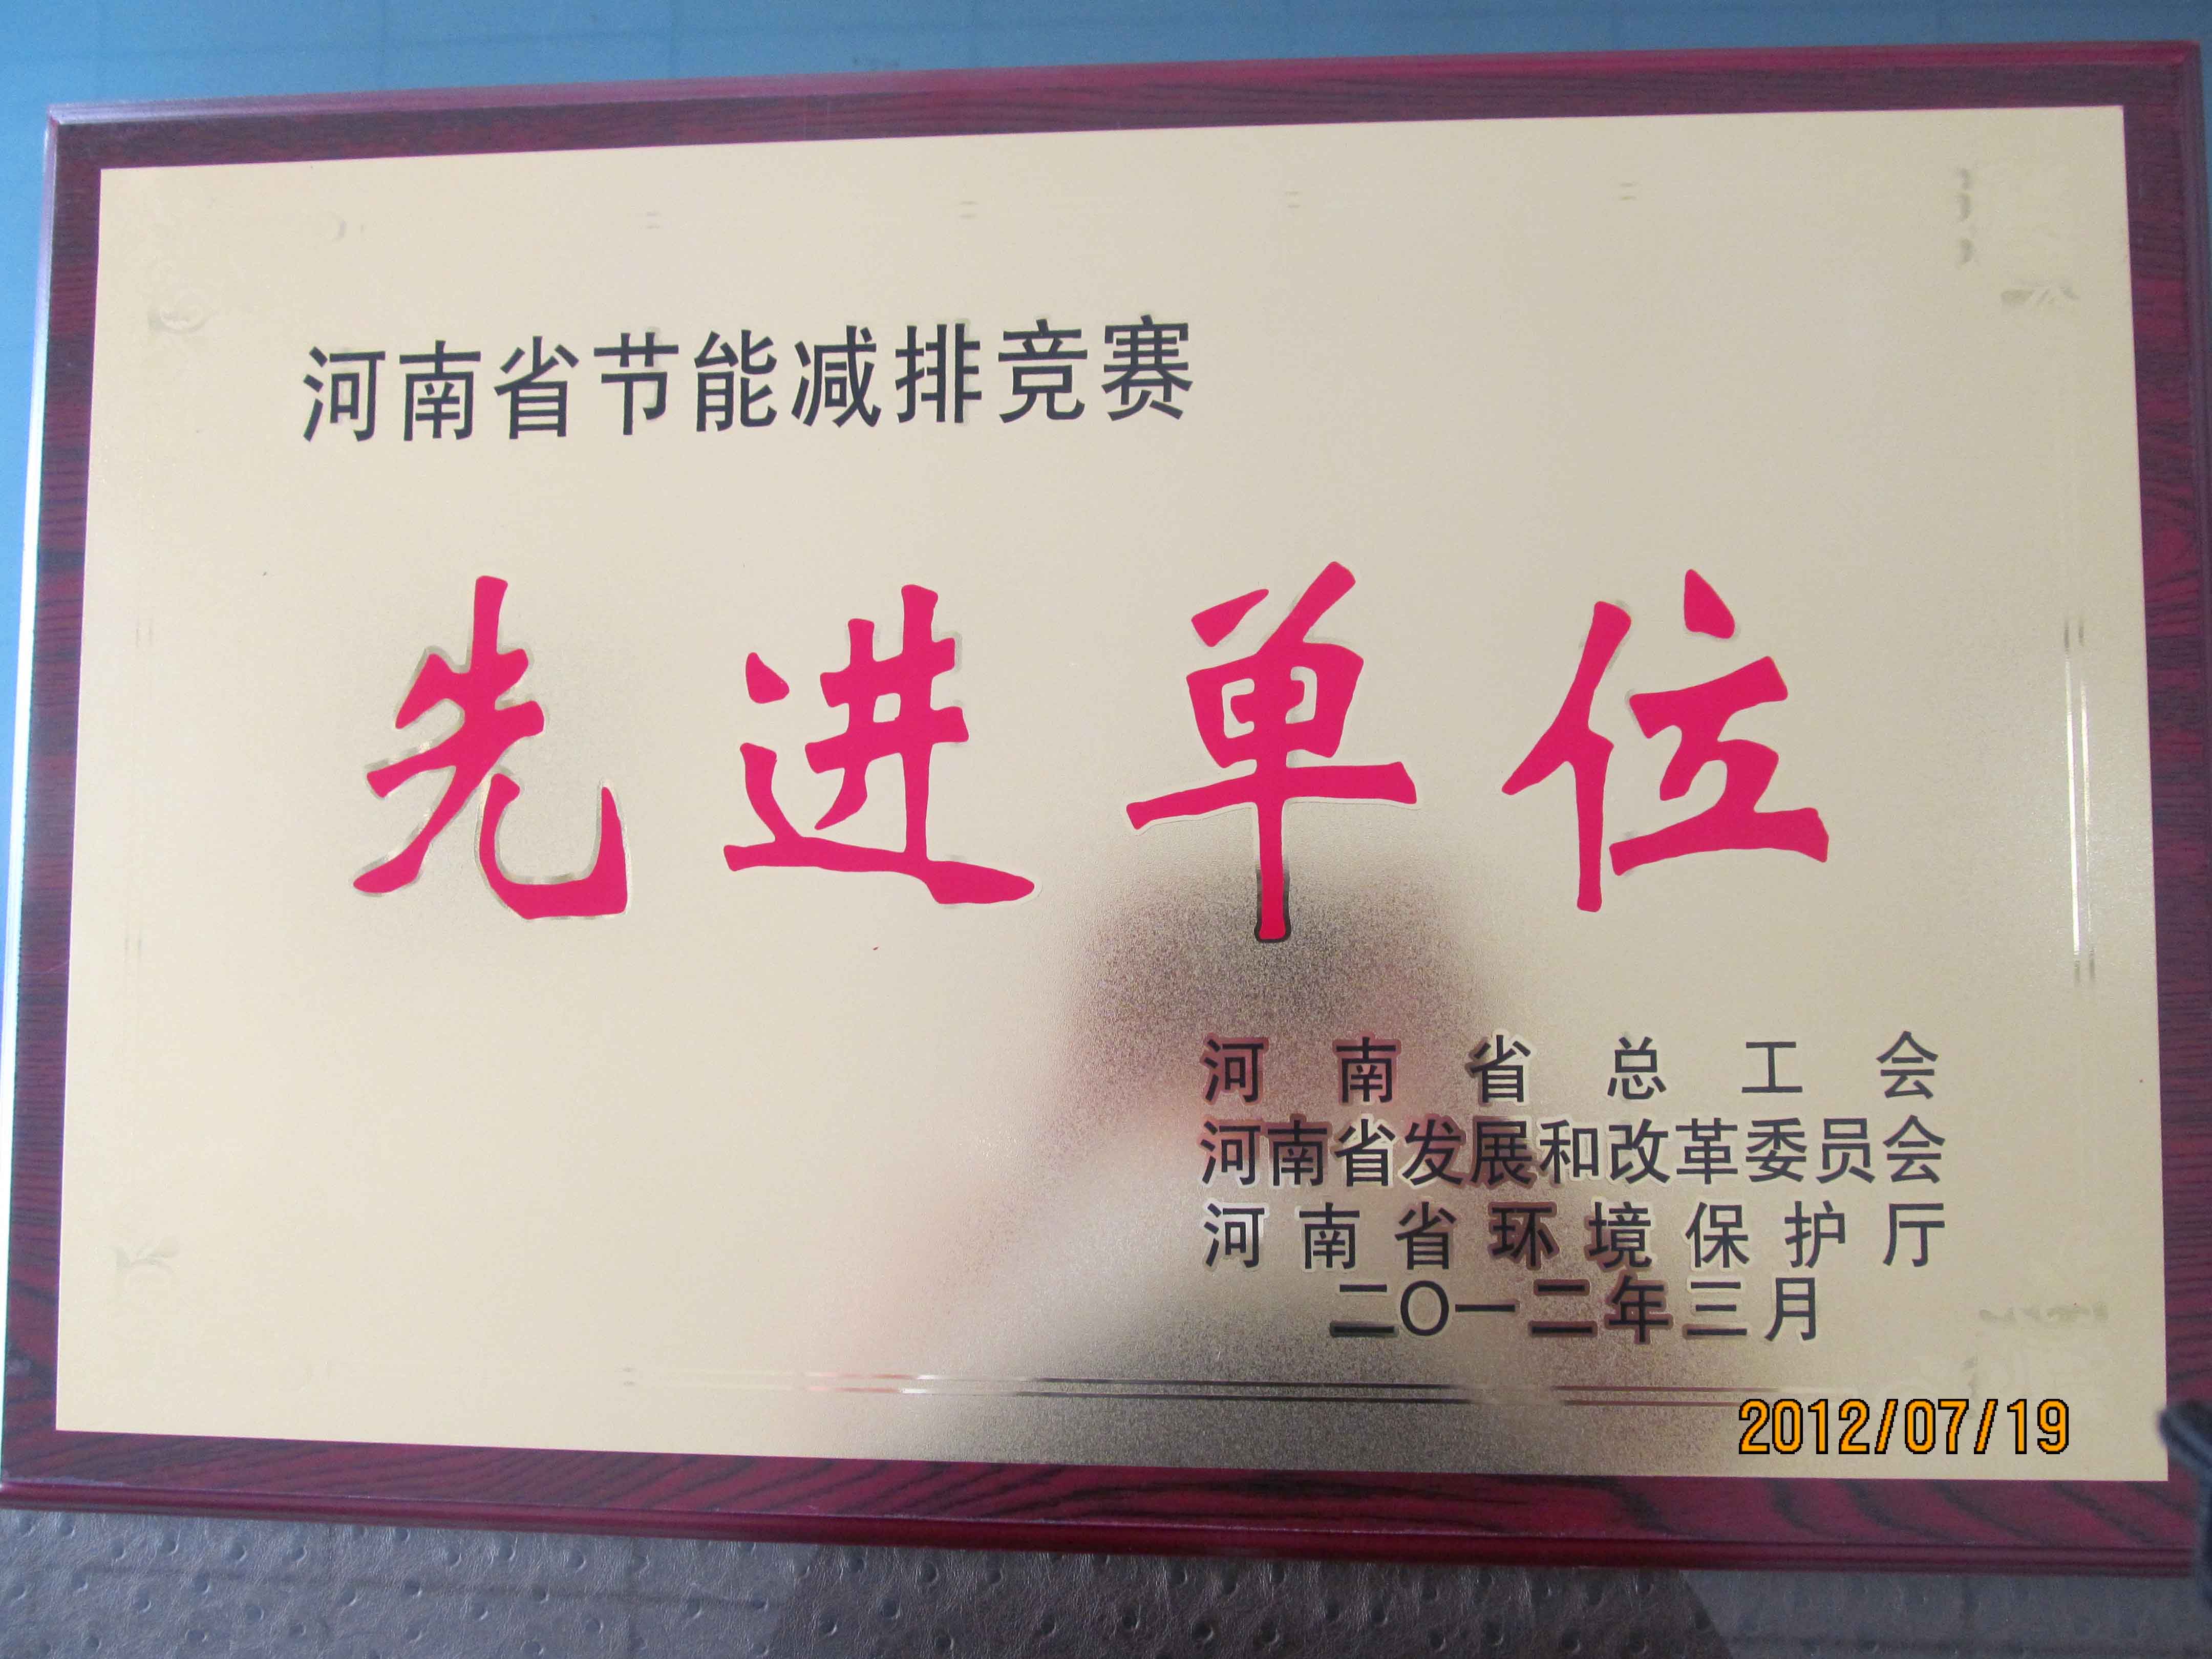 河南省节能减排竞赛
先进单位
河南省总工会
河南省发展和改革委员会
河南省环境保护厅
二〇一二年三月
2012/07/19